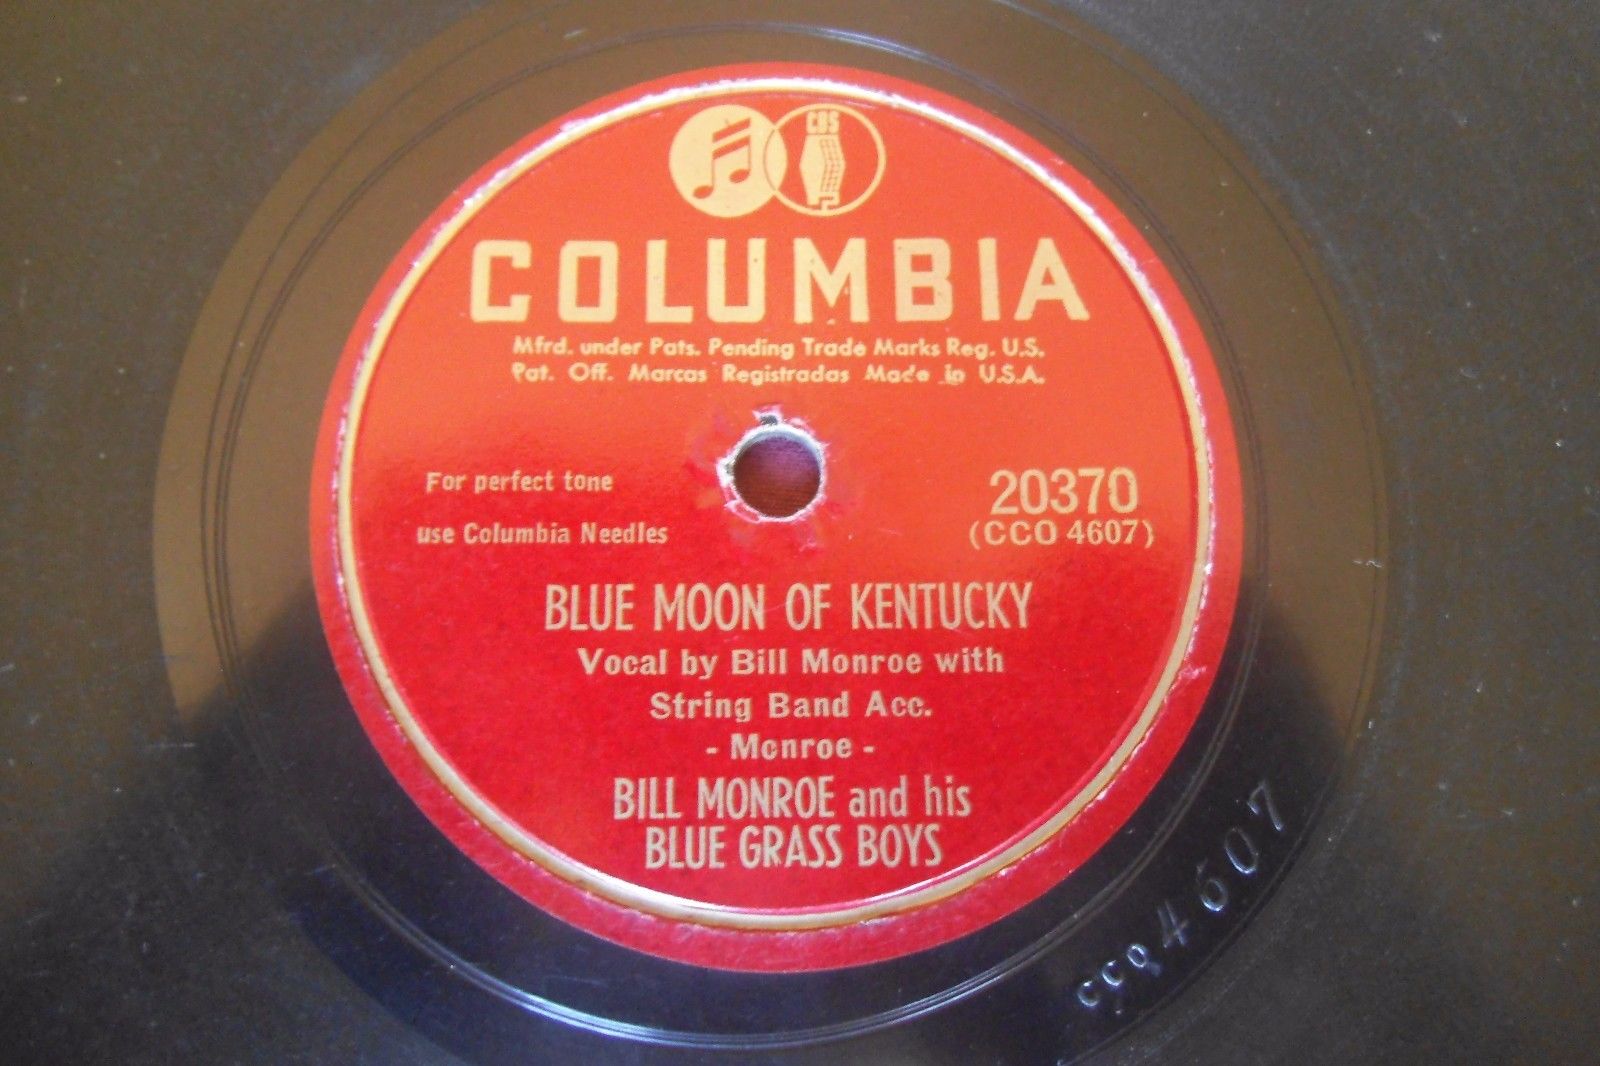 CBS
COLUMBIA
Mfrd. under Pats. Pending Trade Marks Reg. U.S.
Pat. Off. Marcas Registradas Made in U.S.A.
For perfect tone
use Columbia Needles
20370
(CCO 4607)
BLUE MOON OF KENTUCKY
Vocal by Bill Monroe with
String Band Acc.
- Monroe -
BILL MONROE and his
BLUE GRASS BOYS
CCO4607